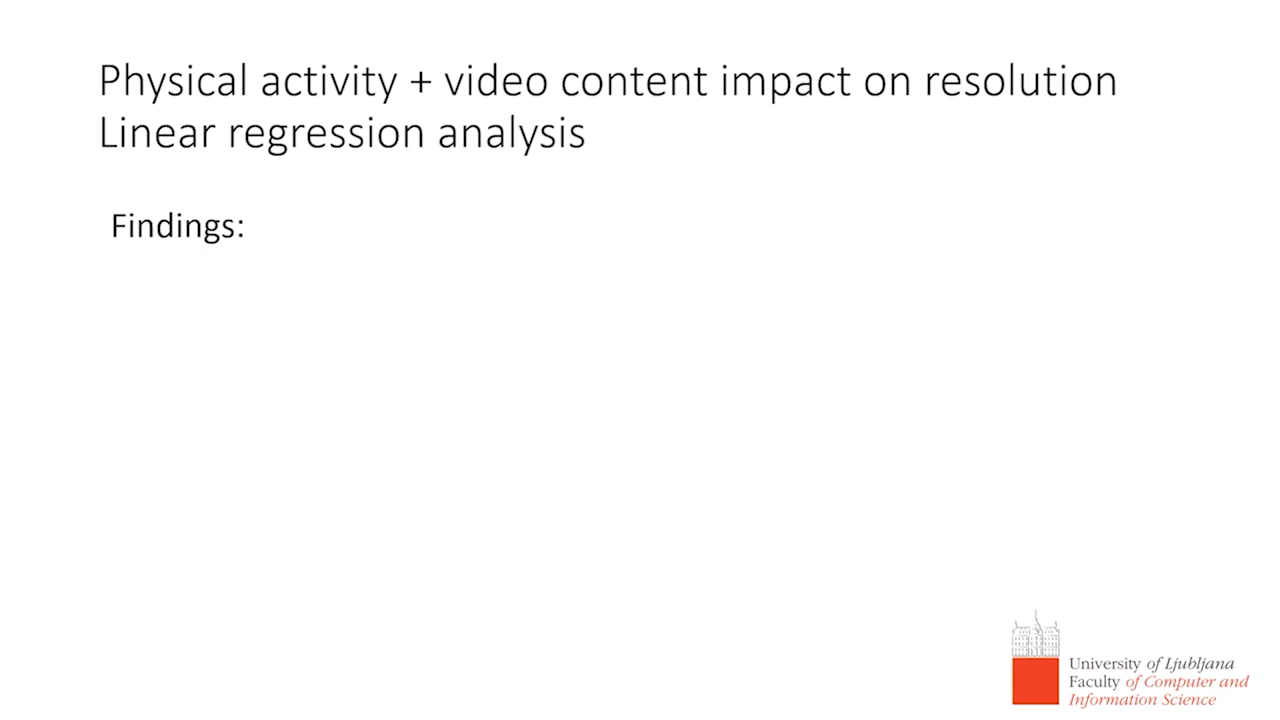 Physical activity + video content impact on resolution
Linear regression analysis
Findings:
University of Ljubljana
Faculty of Computer and
Information Science